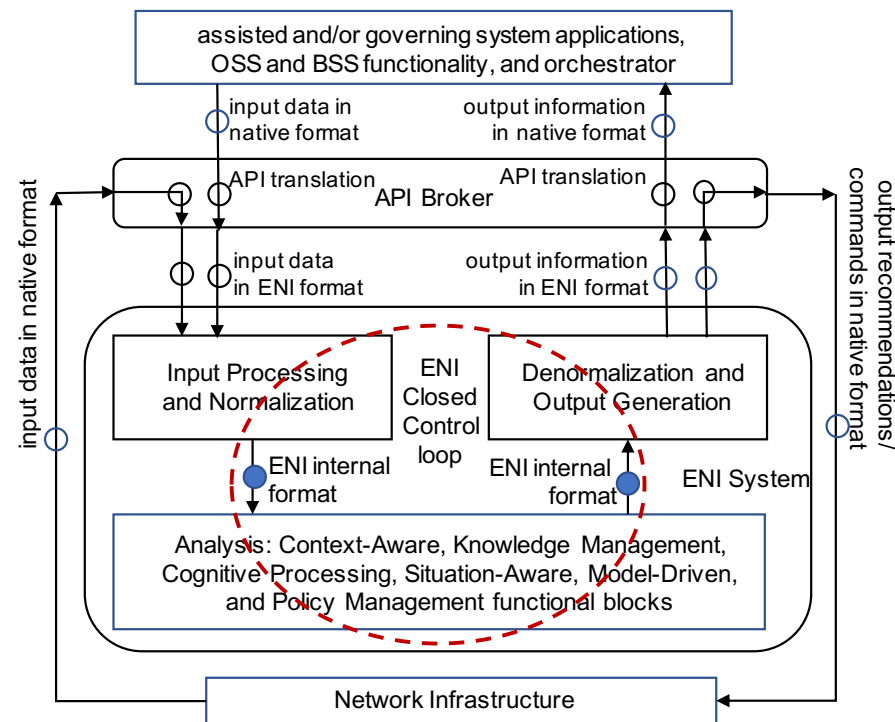 assisted and/or governing system applications,
OSS and BSS functionality, and orchestrator
input data in
native format
output information
in native format
API translation
API translation
API Broker
input data in native format
output recommendations/
commands in native format
input data
in ENI format
output information
in ENI format
Input Processing
and Normalization
ENI
Closed
Control
loop
Denormalization and
Output Generation
ENI internal
format
ENI internal
format
ENI System
Analysis: Context-Aware, Knowledge Management,
Cognitive Processing, Situation-Aware, Model-Driven,
and Policy Management functional blocks
Network Infrastructure